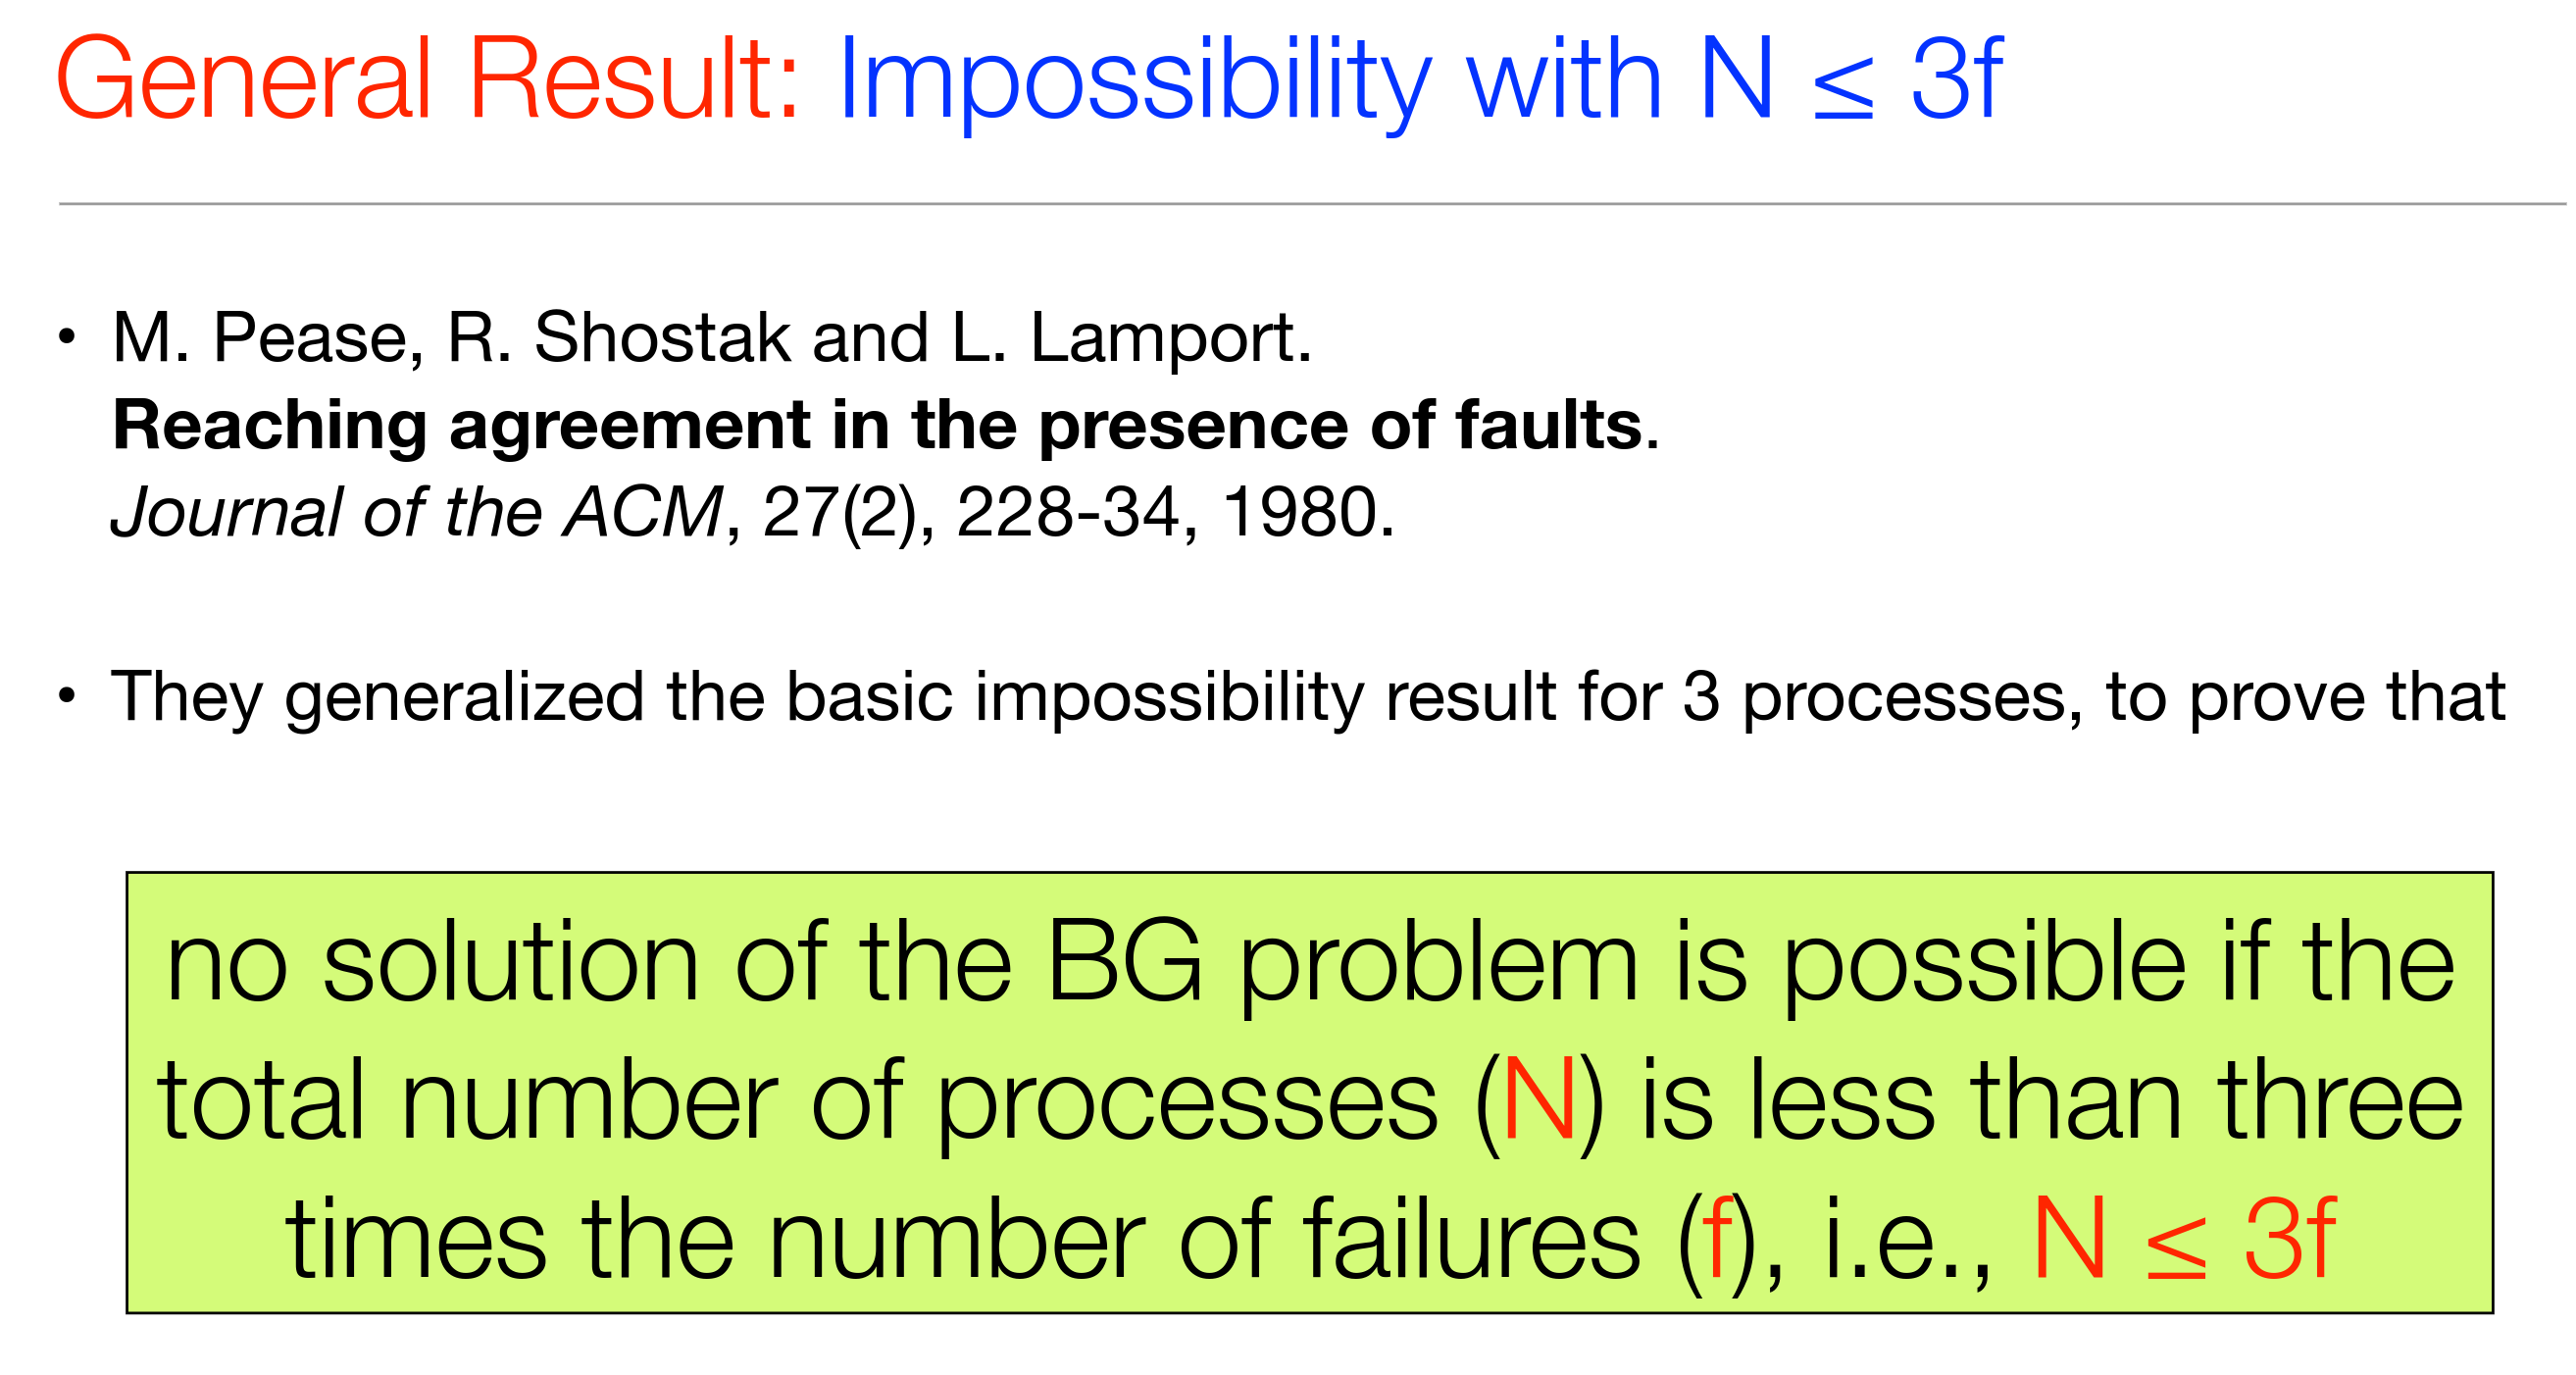 General Result: Impossibility with N ≤ 3f
• M. Pease, R. Shostak and L. Lamport.
Reaching agreement in the presence of faults.
Journal of the ACM, 27(2), 228-34, 1980.
• They generalized the basic impossibility result for 3 processes, to prove that
no solution of the BG problem is possible if the
total number of processes (N) is less than three
times the number of failures (f), i.e., N ≤ 3f